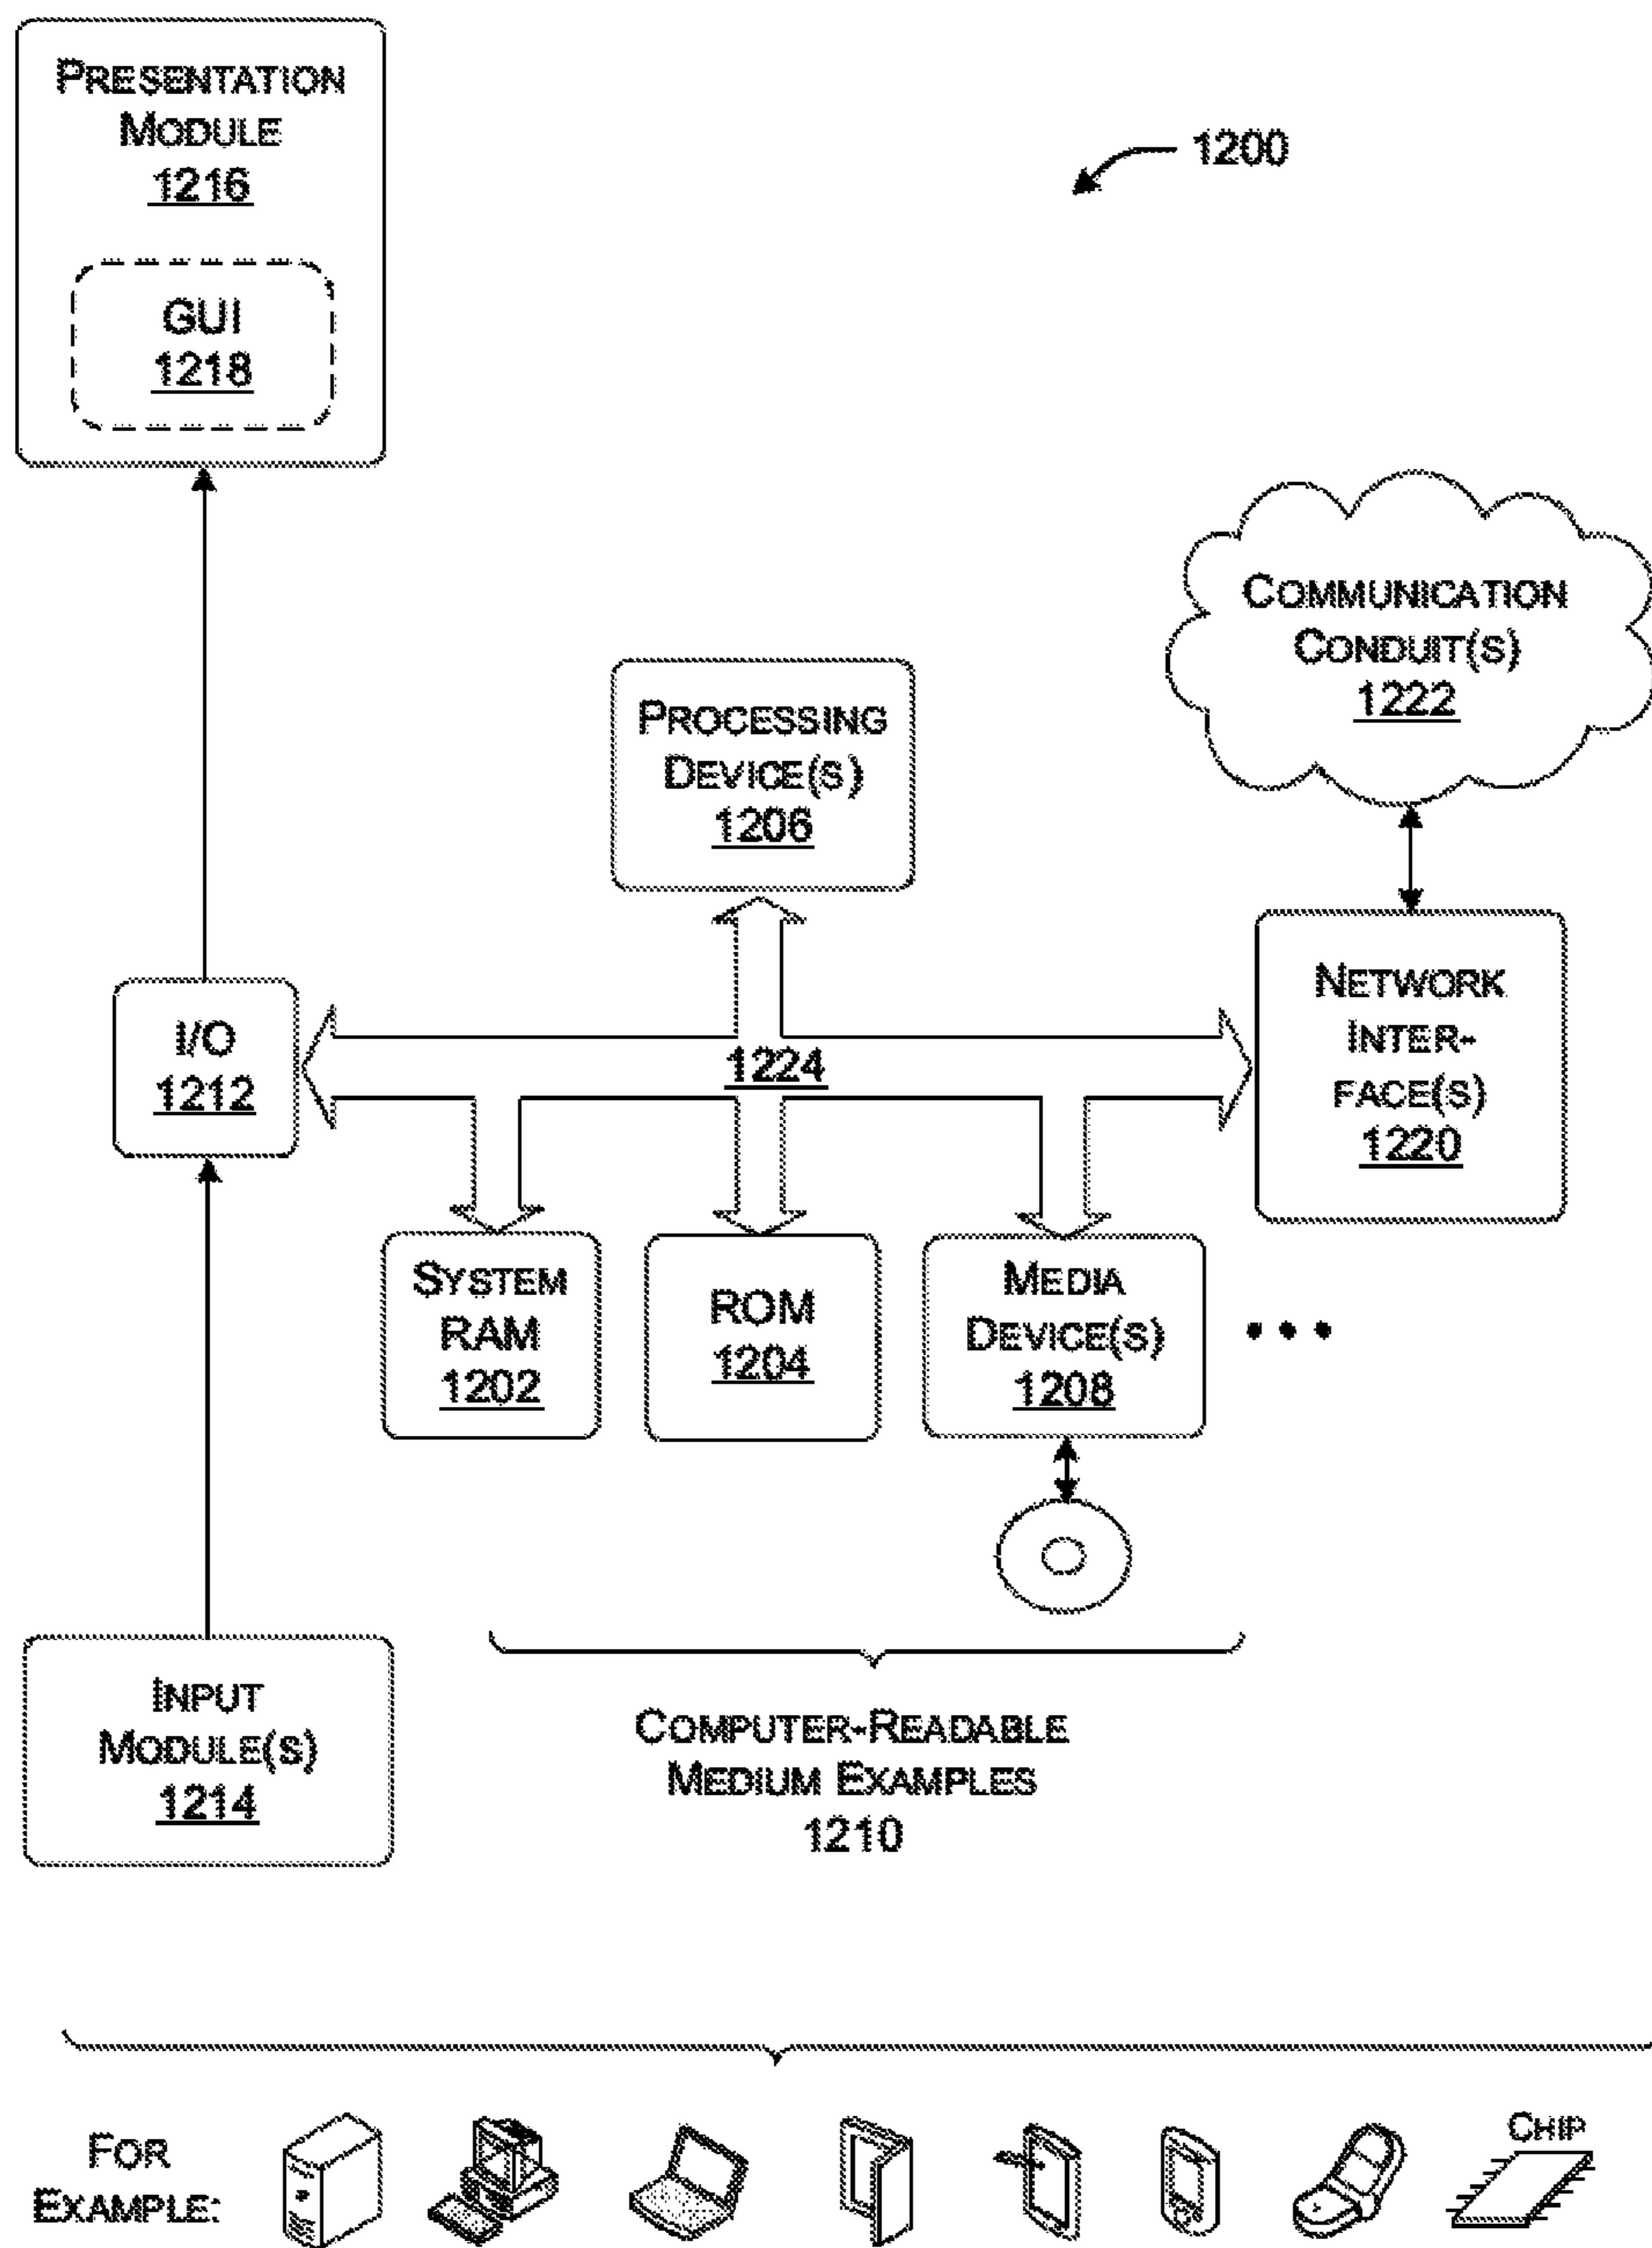 PRESENTATION
MODULE
1216
GUI
1218
1200
COMMUNICATION
CONDUIT(S)
1222
PROCESSING
DEVICE(S)
1206
NETWORK
INTER-
FACE(S)
1220
I/O
1212
1224
SYSTEM
RAM
1202
ROM
1204
MEDIA
DEVICE(S)
1208
•••
INPUT
MODULE(S)
1214
COMPUTER-READABLE
MEDIUM EXAMPLES
1210
FOR
EXAMPLE:
CHIP